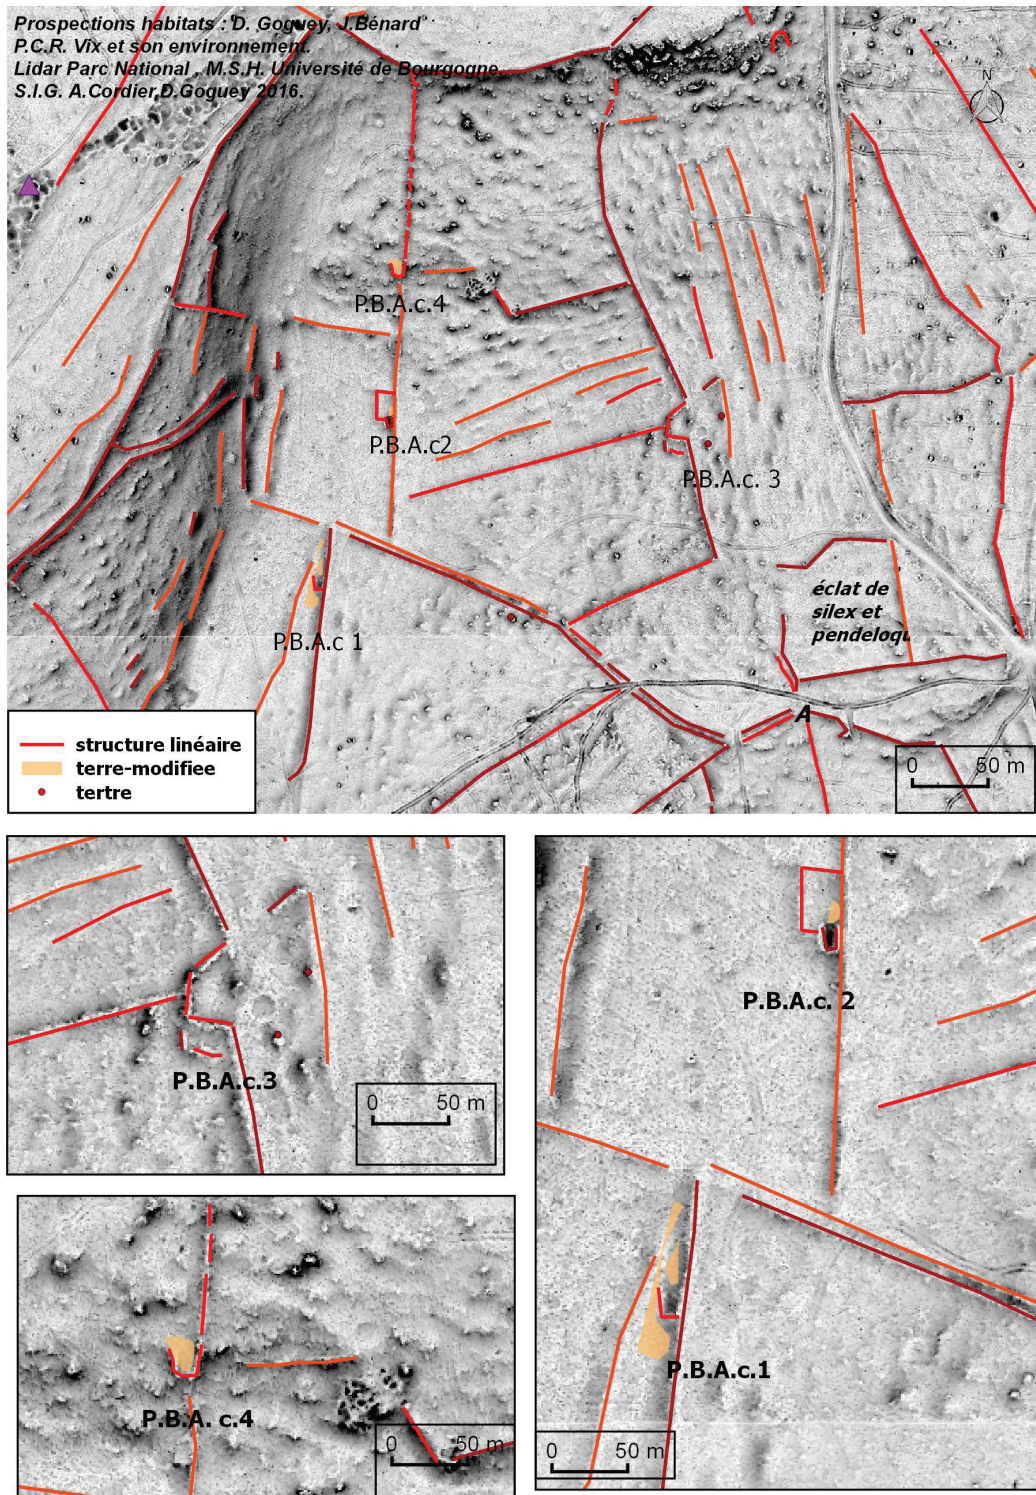 Prospections habitats : D. Goguey, J.Bénard
P.C.R. Vix et son environnement.
Lidar Parc National , M.S.H. Université de Bourgogne
S.I.G. A.Cordier,D.Goguey 2016.
N
P.B.A.c.4
P.B.A.c2
P.B.A.c. 3
éclat de
silex et
pendeloqu
P.B.A.c 1
A
structure linéaire
terre-modifiee
tertre
0 50 m
P.B.A.c.3
0 50 m
P.B.A.c. 2
P.B.A. c.4
0 50 m
P.B.A.c.1
0 50 m